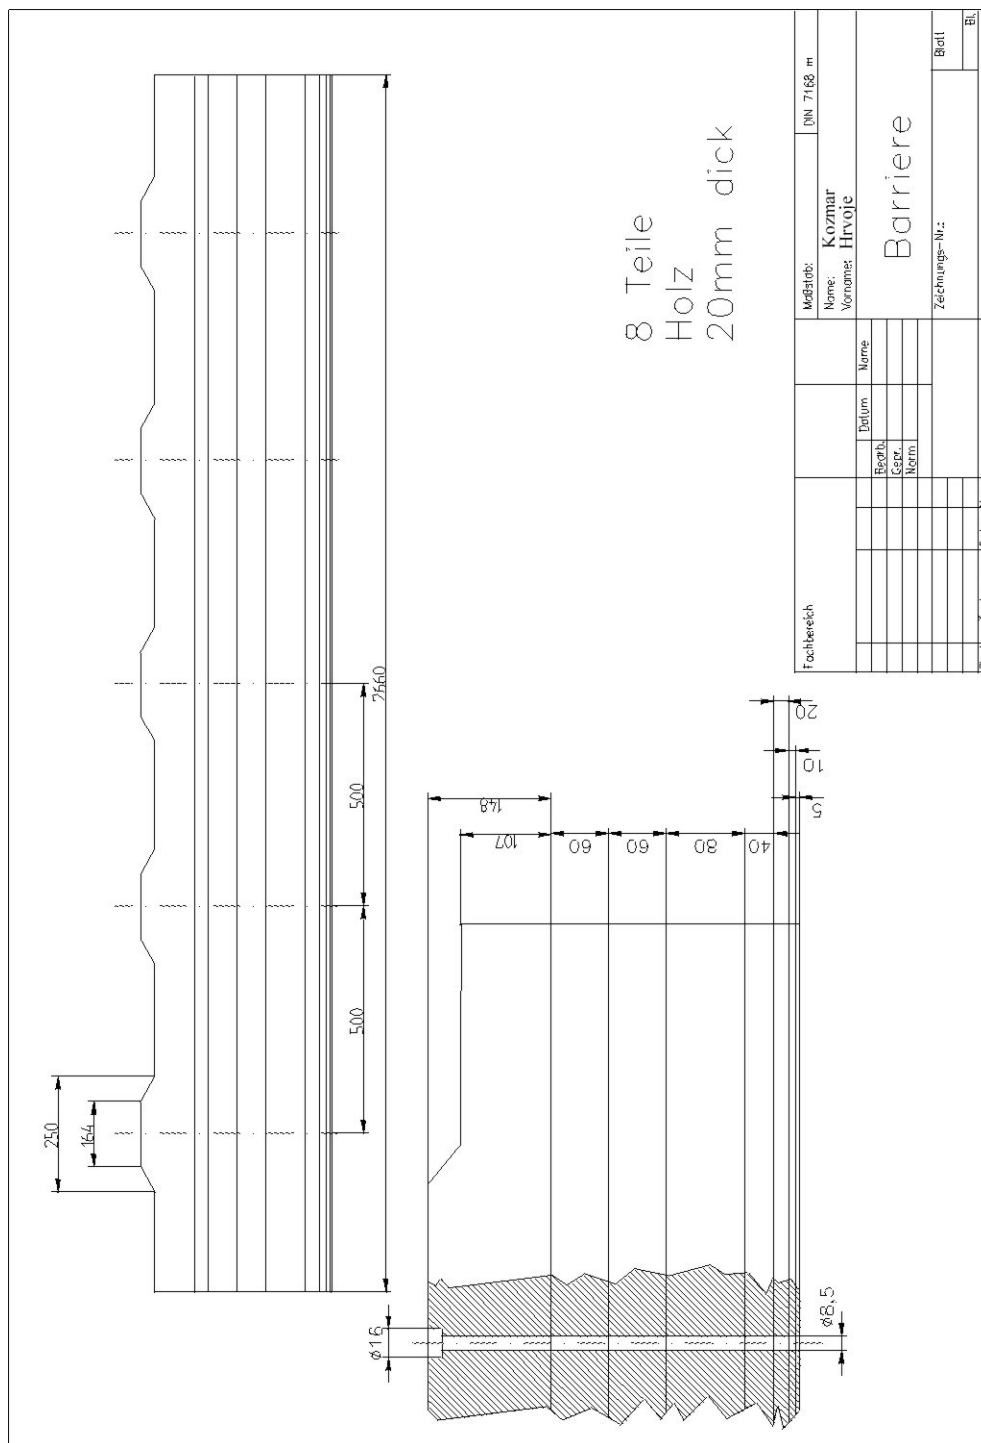 8 Teile
Holz
20mm dick
2660
500
500
250
164
148
107
60
60
80
40
20
10
5
ø16
ø8,5
Maßstab:
DIN 7168 m
Name: Kozmar
Vorname: Hrvoje
Barriere
Zeichnungs-Nr.:
Blatt
Bl.
Datum
Name
Bearb.
Gepr.
Norm
Fachbereich